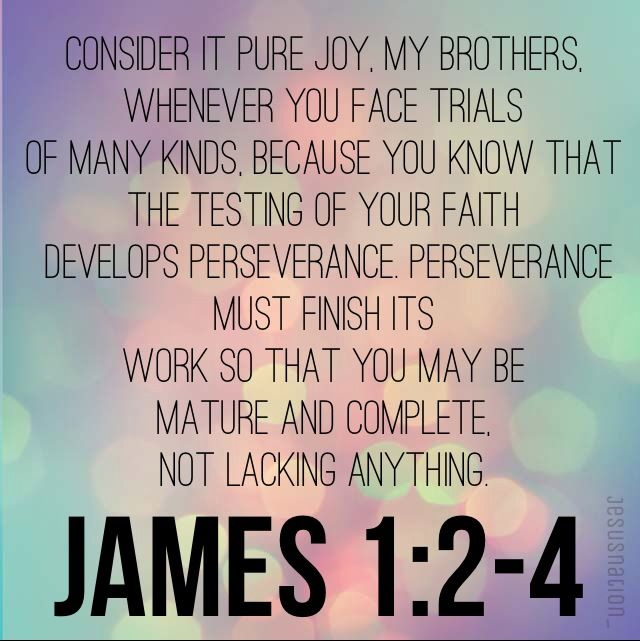 CONSIDER IT PURE JOY, MY BROTHERS,
WHENEVER YOU FACE TRIALS
OF MANY KINDS, BECAUSE YOU KNOW THAT
THE TESTING OF YOUR FAITH
DEVELOPS PERSEVERANCE. PERSEVERANCE
MUST FINISH ITS
WORK SO THAT YOU MAY BE
MATURE AND COMPLETE,
NOT LACKING ANYTHING.
JAMES 1:2-4
Jesusnation_